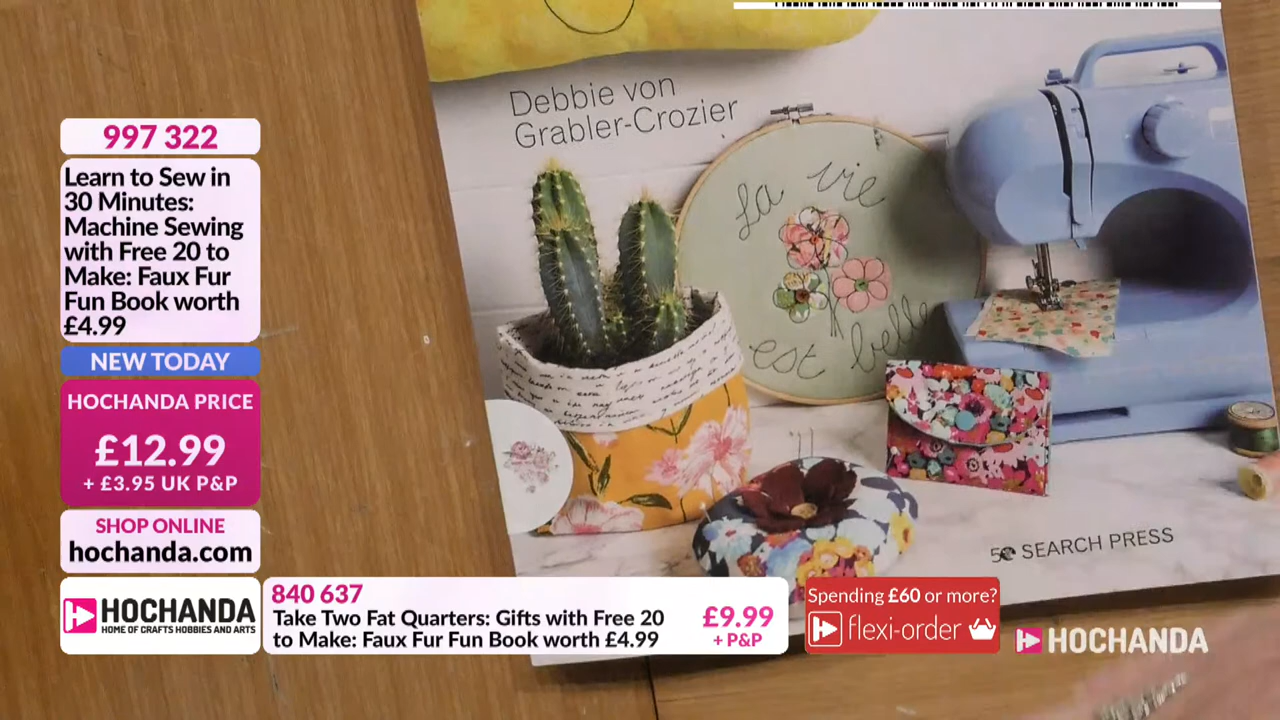 997 322
Learn to Sew in
30 Minutes:
Machine Sewing
with Free 20 to
Make: Faux Fur
Fun Book worth
£4.99
NEW TODAY
HOCHANDA PRICE
£12.99
+ £3.95 UK P&P
SHOP ONLINE
hochanda.com
HOCHANDA
HOME OF CRAFTS HOBBIES AND ARTS
840 637
Take Two Fat Quarters: Gifts with Free 20
to Make: Faux Fur Fun Book worth £4.99
£9.99
+ P&P
Spending £60 or more?
flexi-order
HOCHANDA
Debbie von
Grabler-Crozier
La vie
est belle
50 SEARCH PRESS